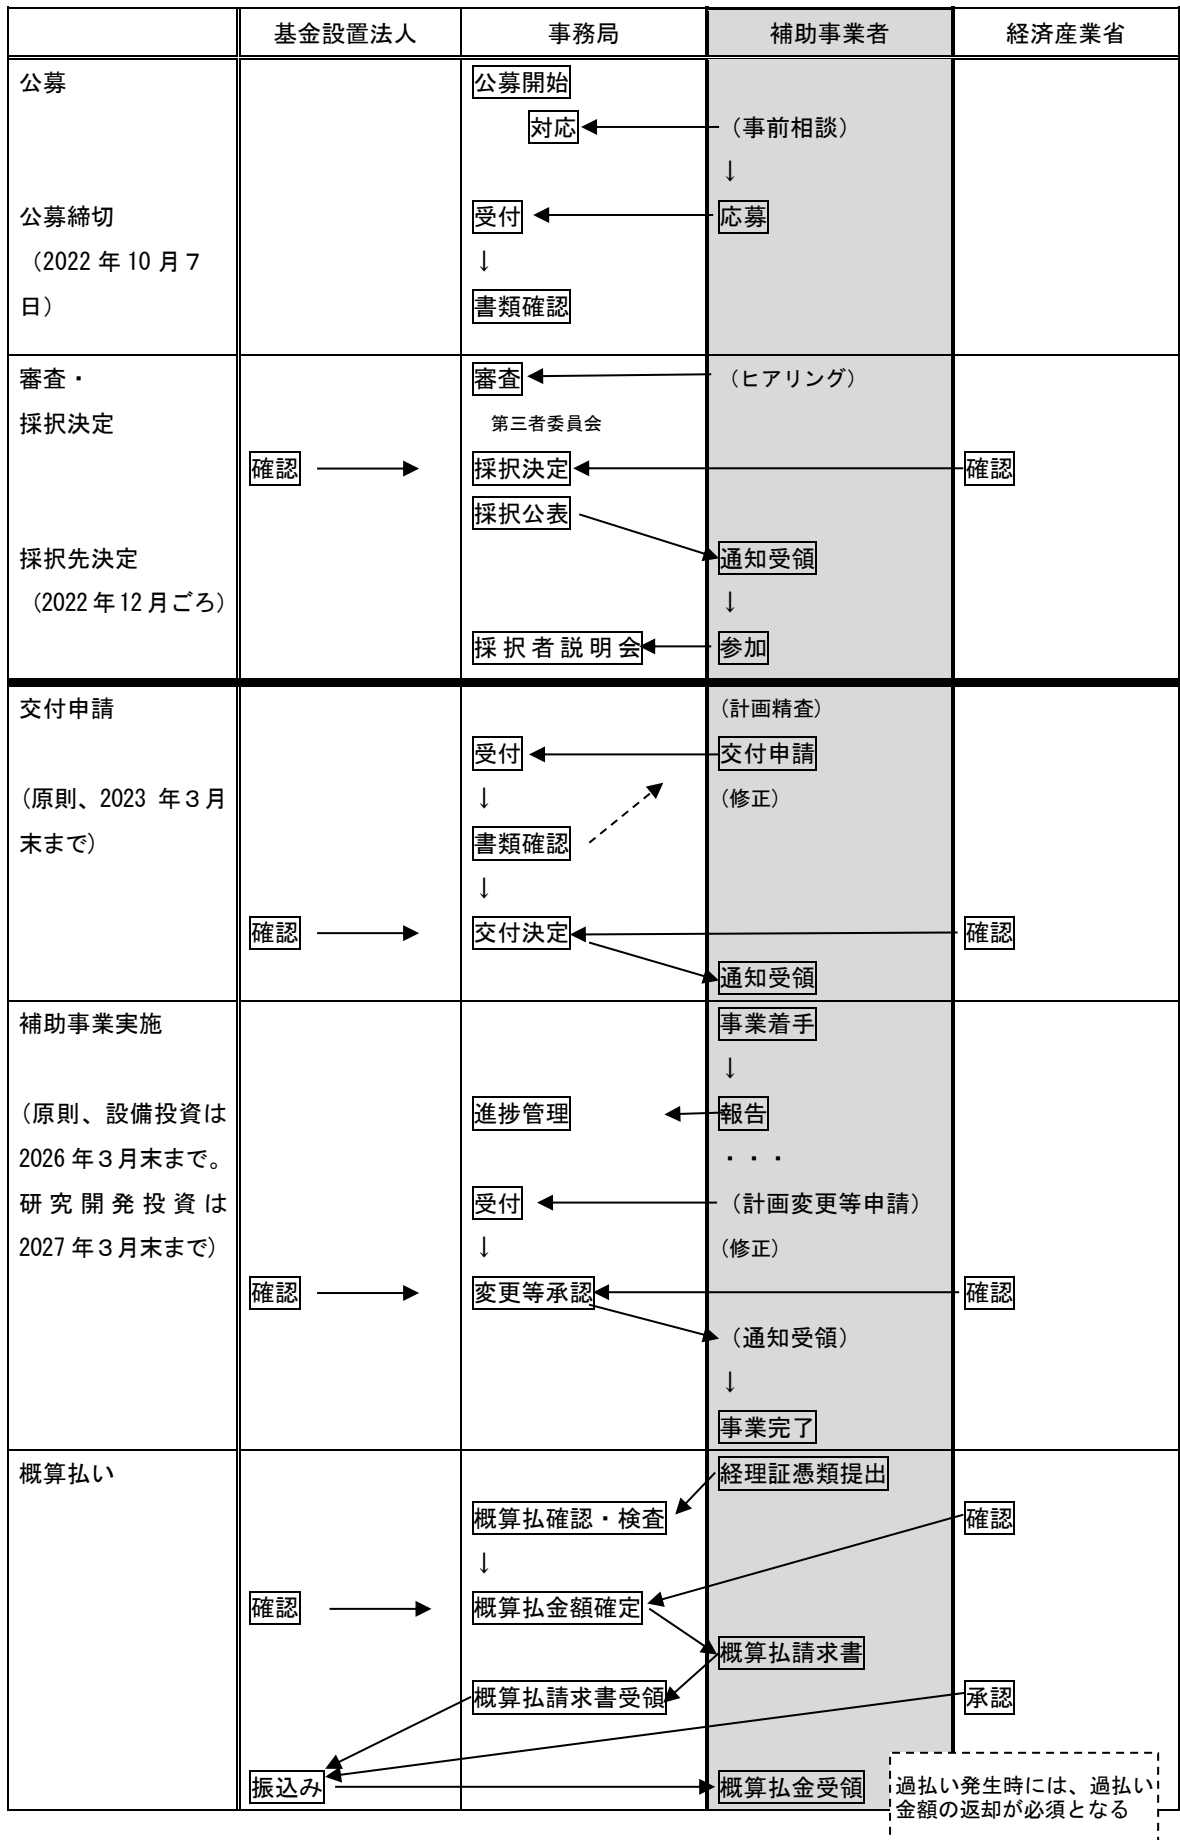 基金設置法人 事務局 補助事業者 経済産業省
公募 公募開始
対応 （事前相談）
↓
公募締切 受付 応募
（2022 年 10 月７ ↓
日） 書類確認
審査・ 審査 （ヒアリング）
採択決定 第三者委員会
確認 採択決定 確認
採択公表
採択先決定 通知受領
（2022 年 12 月ごろ） ↓
採択者説明会 参加
交付申請 （計画精査）
受付 交付申請
（原則、2023 年３月 ↓ （修正）
末まで） 書類確認
↓
確認 交付決定 確認
通知受領
補助事業実施 事業着手
↓
（原則、設備投資は 進捗管理 報告
2026 年３月末まで。 ・・・
研究開発投資は 受付 （計画変更等申請）
2027 年３月末まで） ↓ （修正）
確認 変更等承認 確認
（通知受領）
↓
事業完了
概算払い 経理証憑類提出
概算払確認・検査 確認
↓
確認 概算払金額確定
概算払請求書
概算払請求書受領 承認
振込み 概算払金受領
過払い発生時には、過払い
金額の返却が必須となる